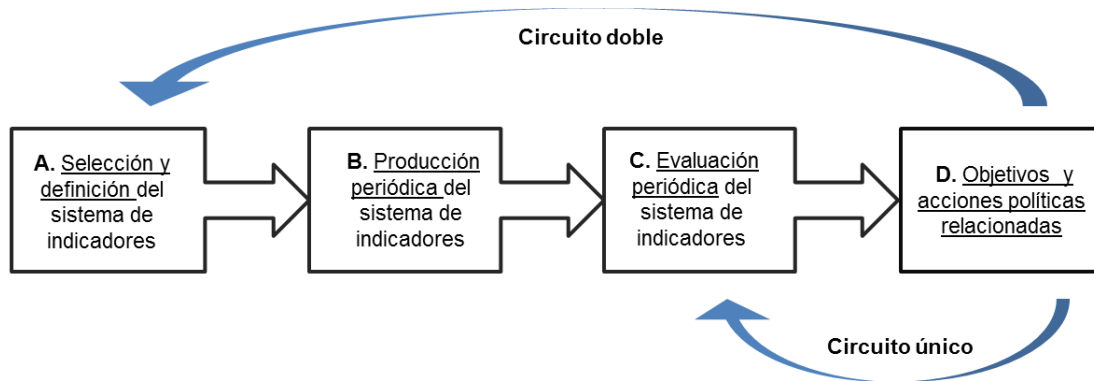 Circuito doble
A. Selección y
definición del
sistema de
indicadores
B. Producción
periódica del
sistema de
indicadores
C. Evaluación
periódica del
sistema de
indicadores
D. Objetivos y
acciones políticas
relacionadas
Circuito único